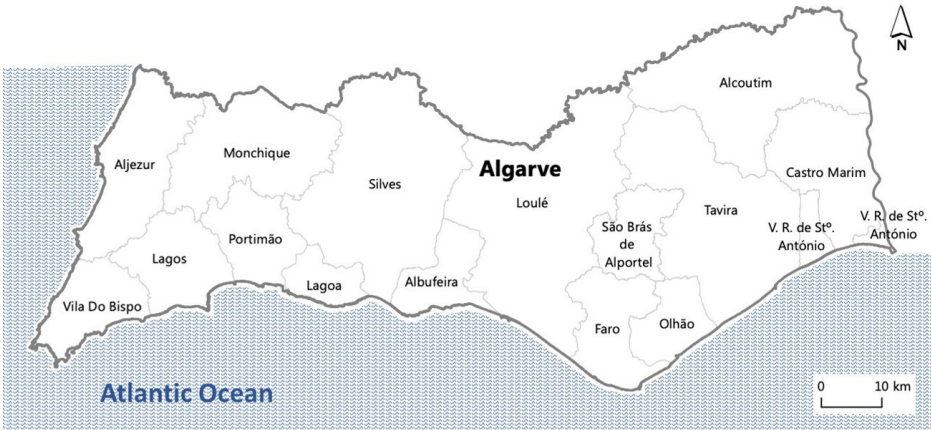 N
Alcoutim
Aljezur
Monchique
Algarve
Castro Marim
Silves
Loulé
Tavira
São Brás
de
Alportel
V. R. de Stº.
António
V. R. de Stº.
António
Portimão
Lagos
Lagoa
Albufeira
Vila Do Bispo
Faro
Olhão
Atlantic Ocean
0 10 km